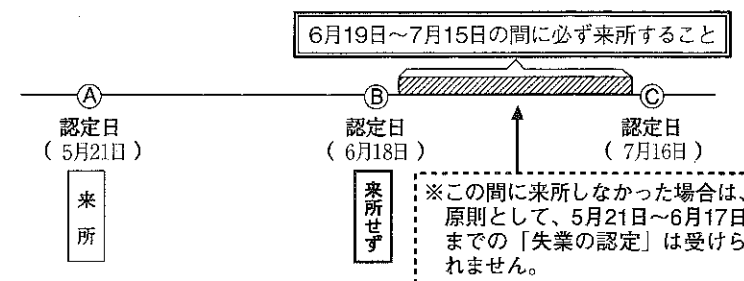 6月19日～7月15日の間に必ず来所すること
Ⓐ
Ⓑ
Ⓒ
認定日
(5月21日)
認定日
(6月18日)
認定日
(7月16日)
来所
来所せず
※この間に来所しなかった場合は、
原則として、5月21日～6月17日
までの「失業の認定」は受けら
れません。